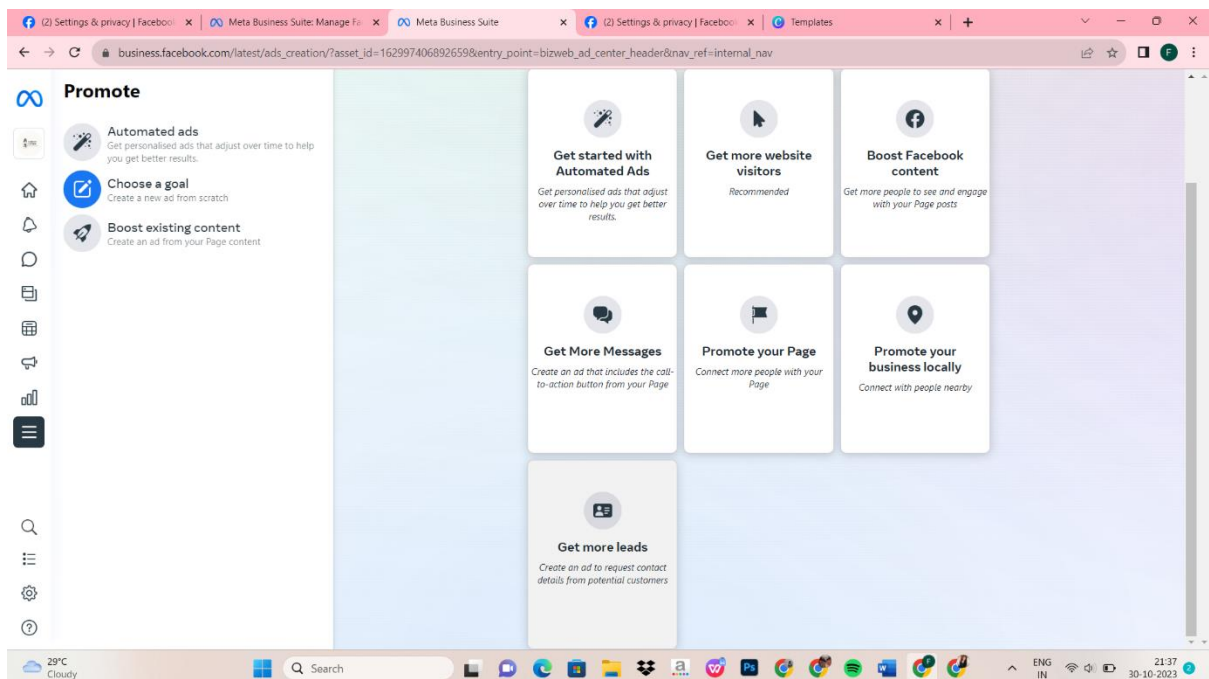 (2) Settings & privacy | Facebook
Meta Business Suite: Manage Fa
Meta Business Suite
(2) Settings & privacy | Facebook
Templates
business.facebook.com/latest/ads_creation/?asset_id=162997406892659&entry_point=bizweb_ad_center_header&nav_ref=internal_nav
F
Promote
Automated ads
Get personalised ads that adjust over time to help
you get better results.
Choose a goal
Create a new ad from scratch
Boost existing content
Create an ad from your Page content
Get started with
Automated Ads
Get personalised ads that adjust
over time to help you get better
results.
Get more website
visitors
Recommended
Boost Facebook
content
Get more people to see and engage
with your Page posts
Get More Messages
Create an ad that includes the call-
to-action button from your Page
Promote your Page
Connect more people with your
Page
Promote your
business locally
Connect with people nearby
Get more leads
Create an ad to request contact
details from potential customers
29°C
Cloudy
Search
a
Ps
ENG
IN
21:37
30-10-2023
2